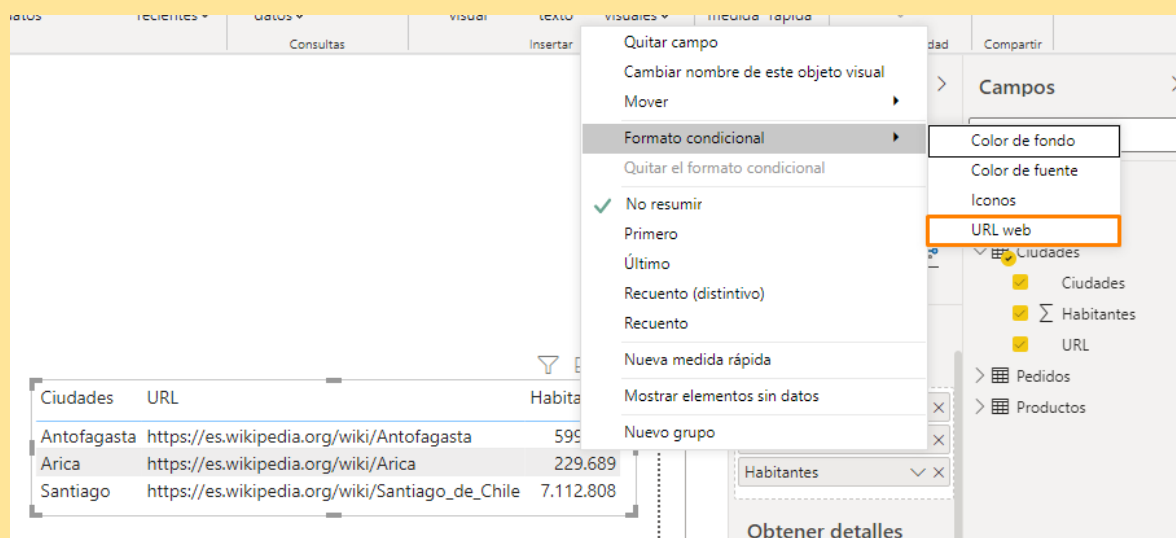 recientes
datos
visual
texto
visuales
medida rápida
Consultas
Insertar
Compartir
Quitar campo
Cambiar nombre de este objeto visual
Mover
Formato condicional
Quitar el formato condicional
No resumir
Primero
Último
Recuento (distintivo)
Recuento
Nueva medida rápida
Mostrar elementos sin datos
Nuevo grupo
Color de fondo
Color de fuente
Iconos
URL web
Campos
Ciudades
Ciudades
∑ Habitantes
URL
Pedidos
Productos
Ciudades URL Habita
Antofagasta https://es.wikipedia.org/wiki/Antofagasta 599
Arica https://es.wikipedia.org/wiki/Arica 229.689
Santiago https://es.wikipedia.org/wiki/Santiago_de_Chile 7.112.808
Habitantes
Obtener detalles